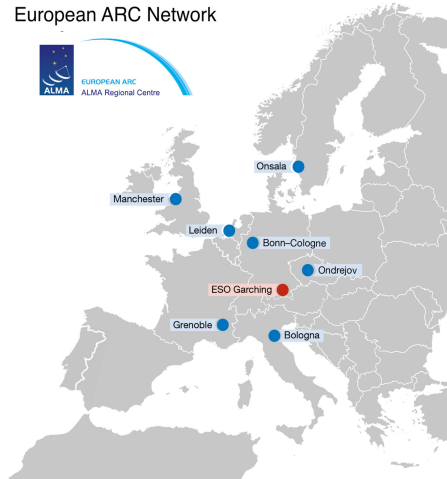 European ARC Network
ALMA
EUROPEAN ARC
ALMA Regional Centre
Onsala
Manchester
Leiden
Bonn–Cologne
Ondrejov
ESO Garching
Grenoble
Bologna